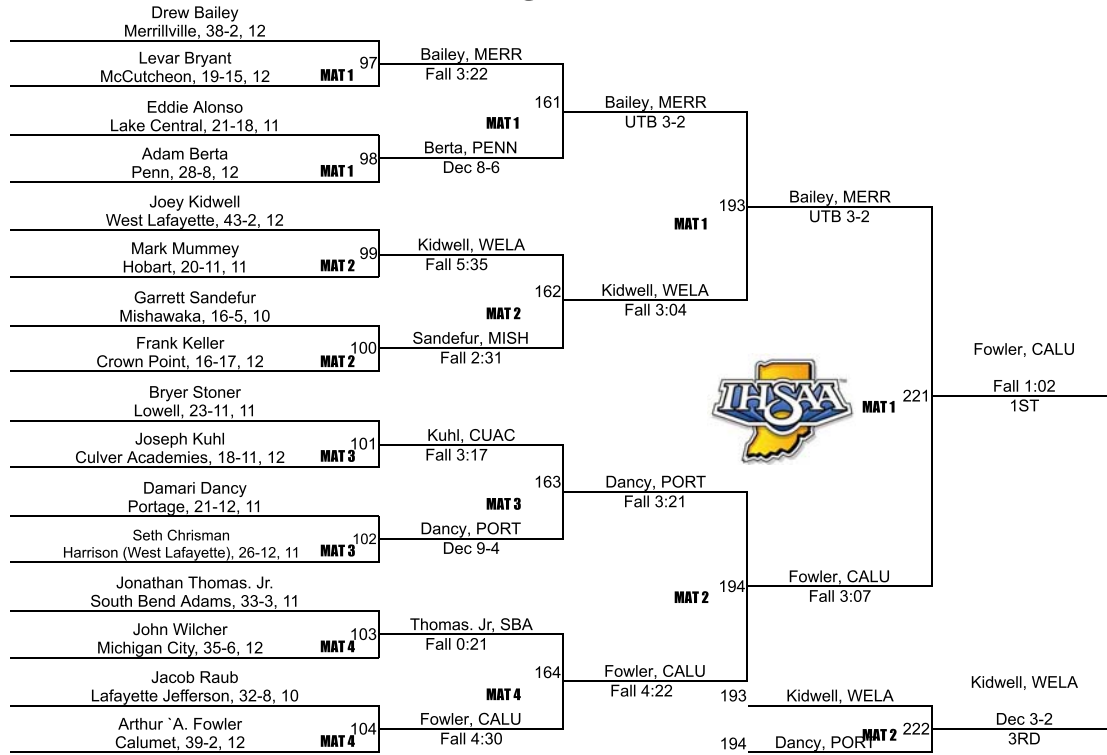 Drew Bailey
Merrillville, 38-2, 12
Levar Bryant
McCutcheon, 19-15, 12
MAT 1
97
Eddie Alonso
Lake Central, 21-18, 11
Adam Berta
Penn, 28-8, 12
MAT 1
98
Joey Kidwell
West Lafayette, 43-2, 12
Mark Mummey
Hobart, 20-11, 11
MAT 2
99
Garrett Sandefur
Mishawaka, 16-5, 10
Frank Keller
Crown Point, 16-17, 12
MAT 2
100
Bryer Stoner
Lowell, 23-11, 11
Joseph Kuhl
Culver Academies, 18-11, 12
MAT 3
101
Damari Dancy
Portage, 21-12, 11
Seth Chrisman
Harrison (West Lafayette), 26-12, 11
MAT 3
102
Jonathan Thomas. Jr.
South Bend Adams, 33-3, 11
John Wilcher
Michigan City, 35-6, 12
MAT 4
103
Jacob Raub
Lafayette Jefferson, 32-8, 10
Arthur `A. Fowler
Calumet, 39-2, 12
MAT 4
104
Bailey, MERR
Fall 3:22
MAT 1
161
Berta, PENN
Dec 8-6
Kidwell, WELA
Fall 5:35
MAT 2
162
Sandefur, MISH
Fall 2:31
Kuhl, CUAC
Fall 3:17
MAT 3
163
Dancy, PORT
Dec 9-4
Thomas. Jr, SBA
Fall 0:21
MAT 4
164
Fowler, CALU
Fall 4:30
Bailey, MERR
UTB 3-2
MAT 1
193
Kidwell, WELA
Fall 3:04
Dancy, PORT
Fall 3:21
MAT 2
194
Fowler, CALU
Fall 4:22
Bailey, MERR
UTB 3-2
IHSAA
MAT 1
221
Fowler, CALU
Fall 3:07
Fowler, CALU
Fall 1:02
1ST
193
Kidwell, WELA
MAT 2
222
194
Dancy, PORT
Kidwell, WELA
Dec 3-2
3RD